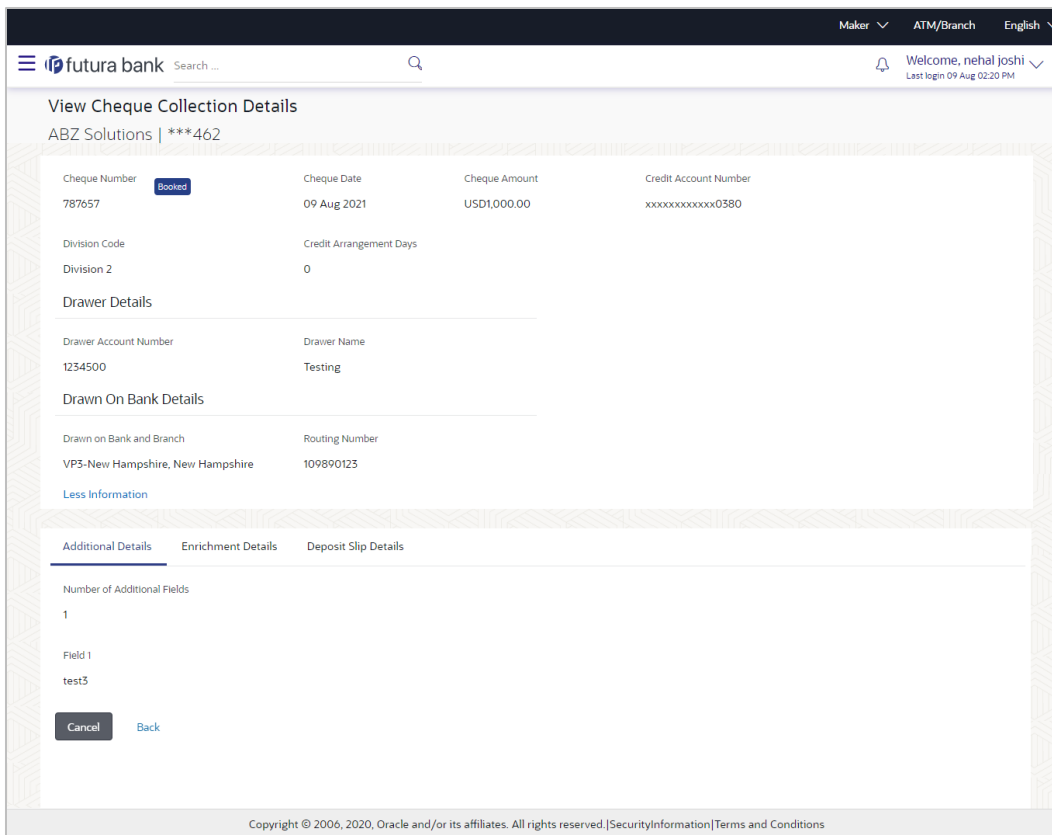 Maker ATM/Branch English
futura bank Search ... Welcome, nehal joshi
Last login 09 Aug 02:20 PM
View Cheque Collection Details
ABZ Solutions | ***462
Cheque Number Booked Cheque Date Cheque Amount Credit Account Number
787657 09 Aug 2021 USD1,000.00 xxxxxxxxxxxx0380
Division Code Credit Arrangement Days
Division 2 0
Drawer Details
Drawer Account Number Drawer Name
1234500 Testing
Drawn On Bank Details
Drawn on Bank and Branch Routing Number
VP3-New Hampshire, New Hampshire 109890123
Less Information
Additional Details Enrichment Details Deposit Slip Details
Number of Additional Fields
1
Field 1
test3
Cancel Back
Copyright © 2006, 2020, Oracle and/or its affiliates. All rights reserved.|SecurityInformation|Terms and Conditions